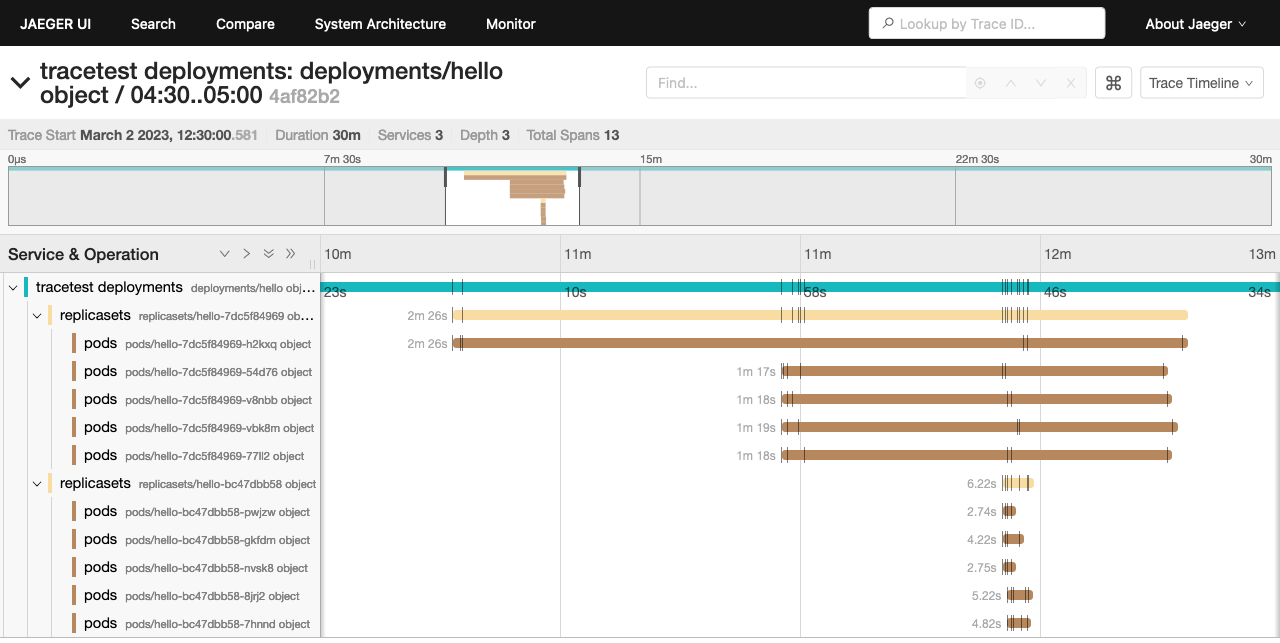 JAEGER UI Search Compare System Architecture Monitor Lookup by Trace ID... About Jaeger
tracetest deployments: deployments/hello
object / 04:30..05:00 4af82b2
Find... ⌘ Trace Timeline
Trace Start March 2 2023, 12:30:00.581 Duration 30m Services 3 Depth 3 Total Spans 13
0μs 7m 30s 15m 22m 30s 30m
Service & Operation 10m 11m 11m 12m 13m
tracetest deployments deployments/hello obj... 23s 10s 58s 46s 34s
replicasets replicasets/hello-7dc5f84969 ob... 2m 26s
pods pods/hello-7dc5f84969-h2kxq object 2m 26s
pods pods/hello-7dc5f84969-54d76 object 1m 17s
pods pods/hello-7dc5f84969-v8nbb object 1m 18s
pods pods/hello-7dc5f84969-vbk8m object 1m 19s
pods pods/hello-7dc5f84969-77ll2 object 1m 18s
replicasets replicasets/hello-bc47dbb58 object 6.22s
pods pods/hello-bc47dbb58-pwjzw object 2.74s
pods pods/hello-bc47dbb58-gkfdm object 4.22s
pods pods/hello-bc47dbb58-nvsk8 object 2.75s
pods pods/hello-bc47dbb58-8jrj2 object 5.22s
pods pods/hello-bc47dbb58-7hnnd object 4.82s